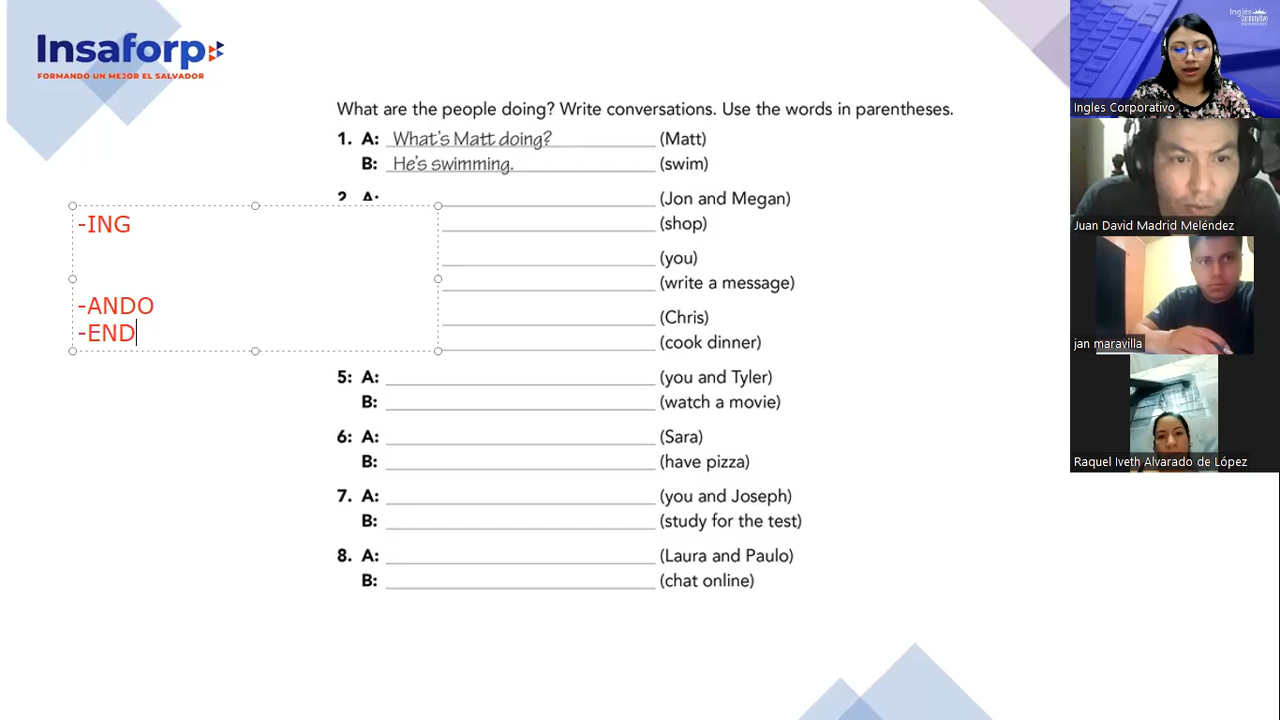 Insaforp
FORMANDO UN MEJOR EL SALVADOR
What are the people doing? Write conversations. Use the words in parentheses.
1. A: What's Matt doing? (Matt)
B: He's swimming. (swim)
2. A: (Jon and Megan)
(shop)
(you)
(write a message)
(Chris)
(cook dinner)
-ING
-ANDO
-END
5: A: (you and Tyler)
B: (watch a movie)
6: A: (Sara)
B: (have pizza)
7. A: (you and Joseph)
B: (study for the test)
8. A: (Laura and Paulo)
B: (chat online)
Ingles
Ingles Corporativo
Juan David Madrid Meléndez
jan maravilla
Raquel Iveth Alvarado de López